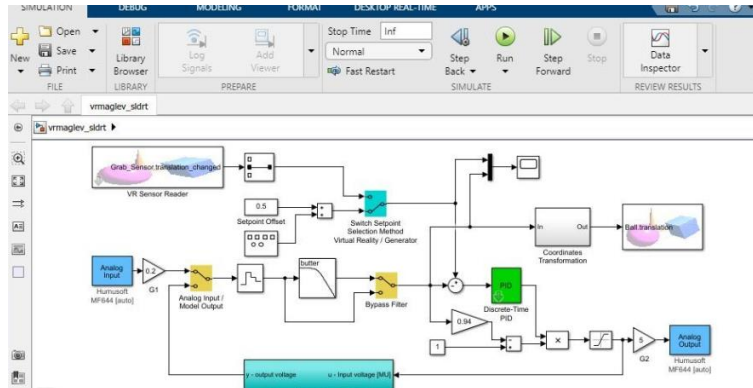 SIMULATION DEBUG MODELING FORMAT DESKTOP REAL-TIME APPS
New
Open
Save
Print
FILE
Library
Browser
LIBRARY
Log
Signals
Add
Viewer
PREPARE
Stop Time Inf
Normal
Fast Restart
Step
Back
Run
Step
Forward
Stop
SIMULATE
Data
Inspector
REVIEW RESULTS
vrmaglev_sldrt
vrmaglev_sldrt
Grab_Sensor.translation_changed
VR Sensor Reader
0.5
Setpoint Offset
Switch Setpoint
Selection Method
Virtual Reality / Generator
In Out
Coordinates
Transformation
Ball.translation
Analog
Input
Humusoft
MF644 [auto]
0.2
G1
Analog Input /
Model Output
butter
Bypass Filter
PID
Discrete-Time
PID
0.94
1
5
G2
Analog
Output
Humusoft
MF644 [auto]
y - output voltage
u - Input voltage [MU]